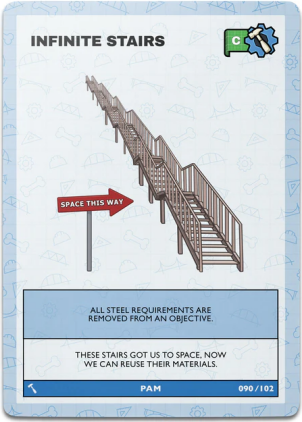 INFINITE STAIRS
C
SPACE THIS WAY
ALL STEEL REQUIREMENTS ARE
REMOVED FROM AN OBJECTIVE.
THESE STAIRS GOT US TO SPACE, NOW
WE CAN REUSE THEIR MATERIALS.
PAM
090/102